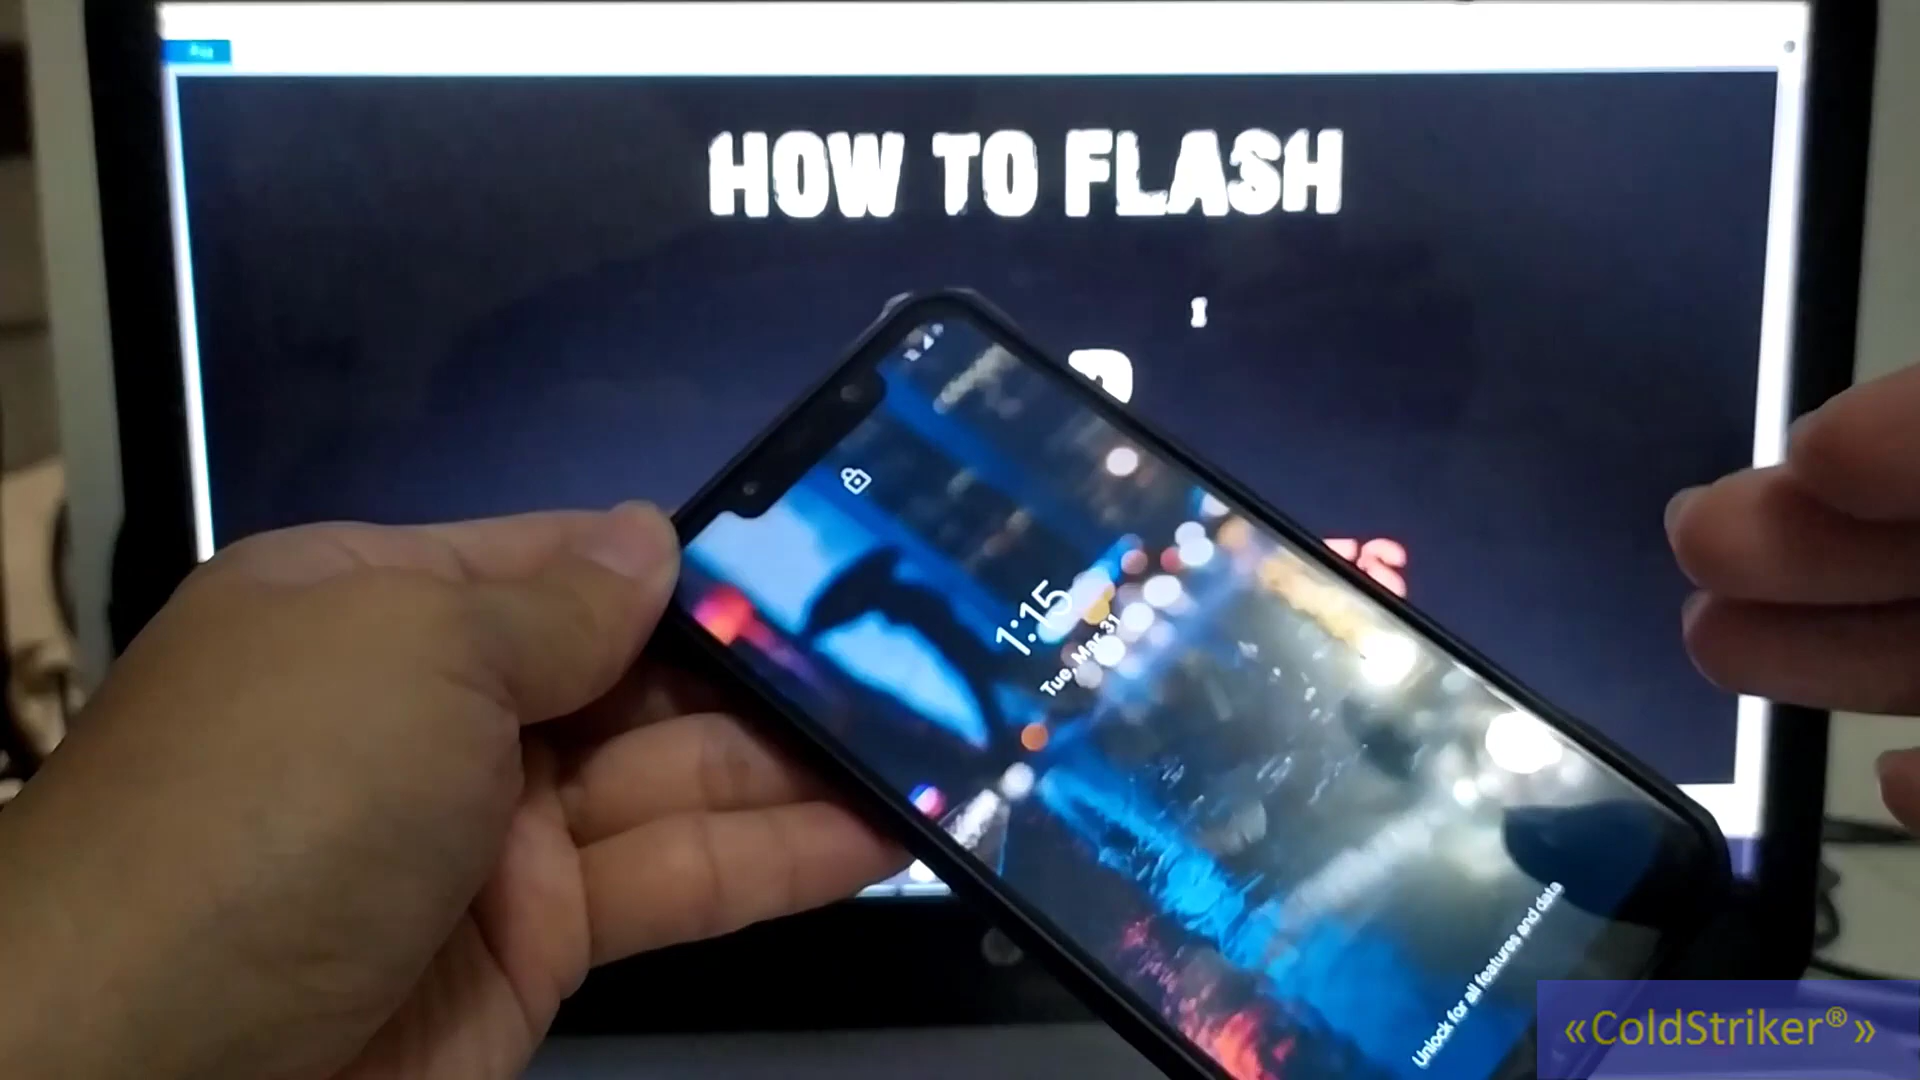 HOW TO FLASH
1:15
Tue, Mar 31
Unlock for all features and data
«ColdStriker®»